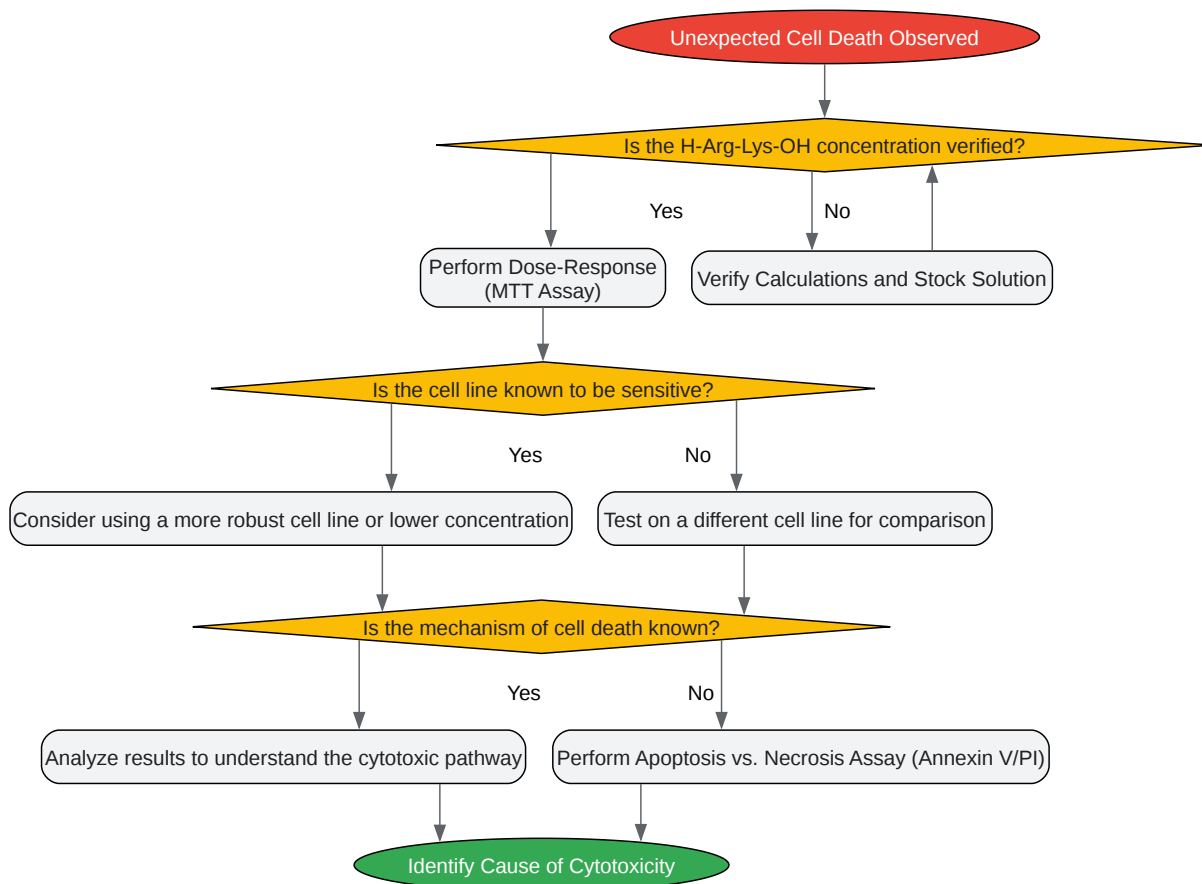 Unexpected Cell Death Observed
Is the H-Arg-Lys-OH concentration verified?
Yes
No
Perform Dose-Response
(MTT Assay)
Verify Calculations and Stock Solution
Is the cell line known to be sensitive?
Yes
No
Consider using a more robust cell line or lower concentration
Test on a different cell line for comparison
Is the mechanism of cell death known?
Yes
No
Analyze results to understand the cytotoxic pathway
Perform Apoptosis vs. Necrosis Assay (Annexin V/PI)
Identify Cause of Cytotoxicity